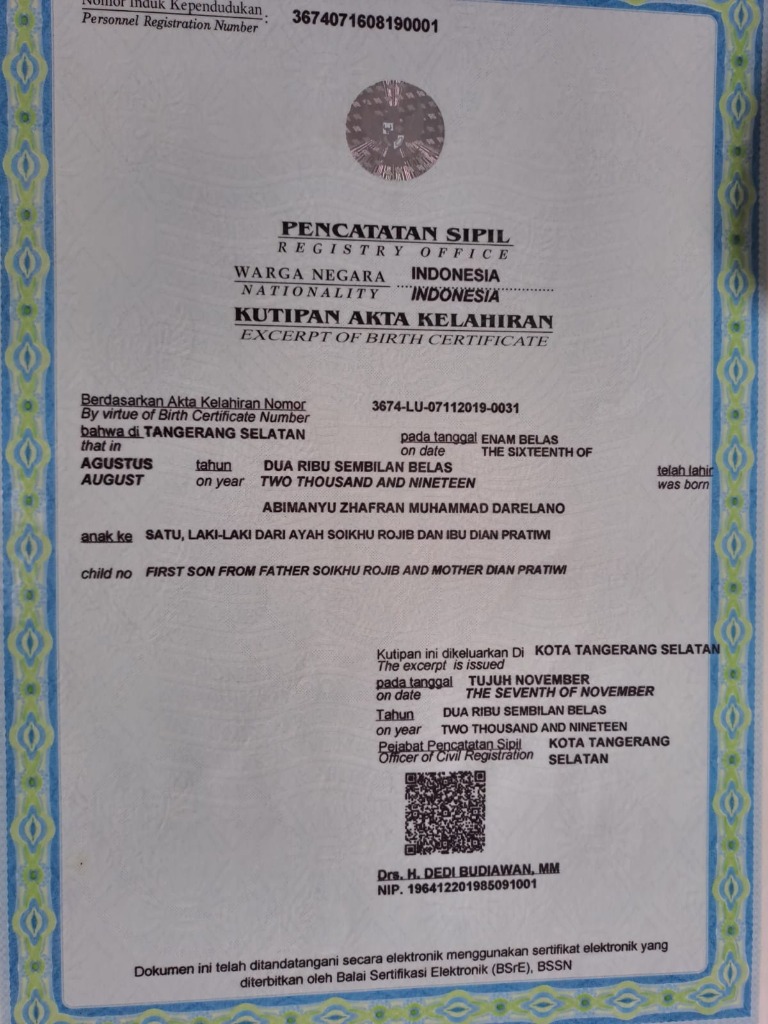 Nomor Induk Kependudukan
Personnel Registration Number : 3674071608190001
PENCATATAN SIPIL
REGISTRY OFFICE
WARGA NEGARA INDONESIA
NATIONALITY INDONESIA
KUTIPAN AKTA KELAHIRAN
EXCERPT OF BIRTH CERTIFICATE
Berdasarkan Akta Kelahiran Nomor 3674-LU-07112019-0031
By virtue of Birth Certificate Number
bahwa di TANGERANG SELATAN pada tanggal ENAM BELAS
that in on date THE SIXTEENTH OF
AGUSTUS tahun DUA RIBU SEMBILAN BELAS telah lahir
AUGUST on year TWO THOUSAND AND NINETEEN was born
ABIMANYU ZHAFRAN MUHAMMAD DARELANO
anak ke SATU, LAKI-LAKI DARI AYAH SOIKHU ROJIB DAN IBU DIAN PRATIWI
child no FIRST SON FROM FATHER SOIKHU ROJIB AND MOTHER DIAN PRATIWI
Kutipan ini dikeluarkan Di KOTA TANGERANG SELATAN
The excerpt is issued
pada tanggal TUJUH NOVEMBER
on date THE SEVENTH OF NOVEMBER
Tahun DUA RIBU SEMBILAN BELAS
on year TWO THOUSAND AND NINETEEN
Pejabat Pencatatan Sipil KOTA TANGERANG
Officer of Civil Registration SELATAN
Drs. H. DEDI BUDIAWAN, MM
NIP. 196412201985091001
Dokumen ini telah ditandatangani secara elektronik menggunakan sertifikat elektronik yang
diterbitkan oleh Balai Sertifikasi Elektronik (BSrE), BSSN